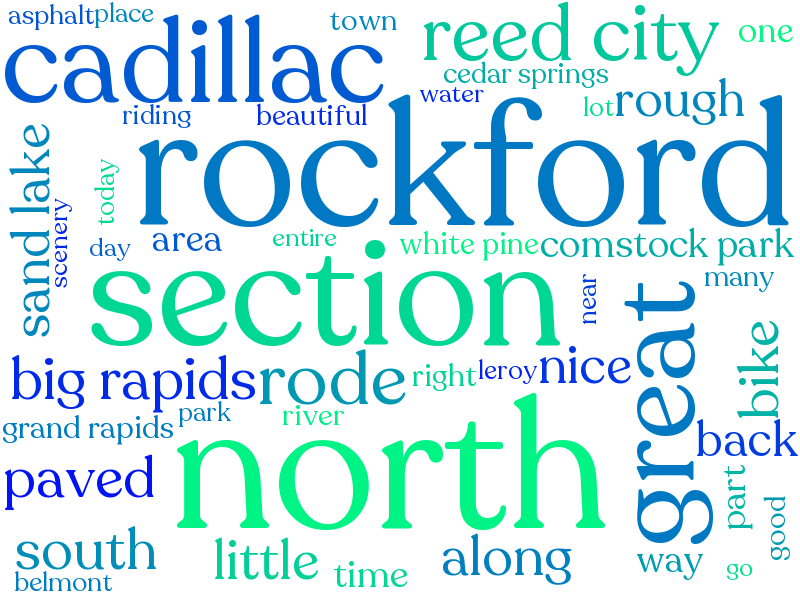 asphalt
place
town
reed city
one
cadillac
cedar springs
water
lot
rough
riding
beautiful
rockford
sand lake
scenery
today
day
area
entire
white pine
comstock park
many
section
near
great
bike
big rapids
rode
right
leroy
nice
grand rapids
park
river
back
north
paved
part
good
south
little
time
along
way
go
belmont